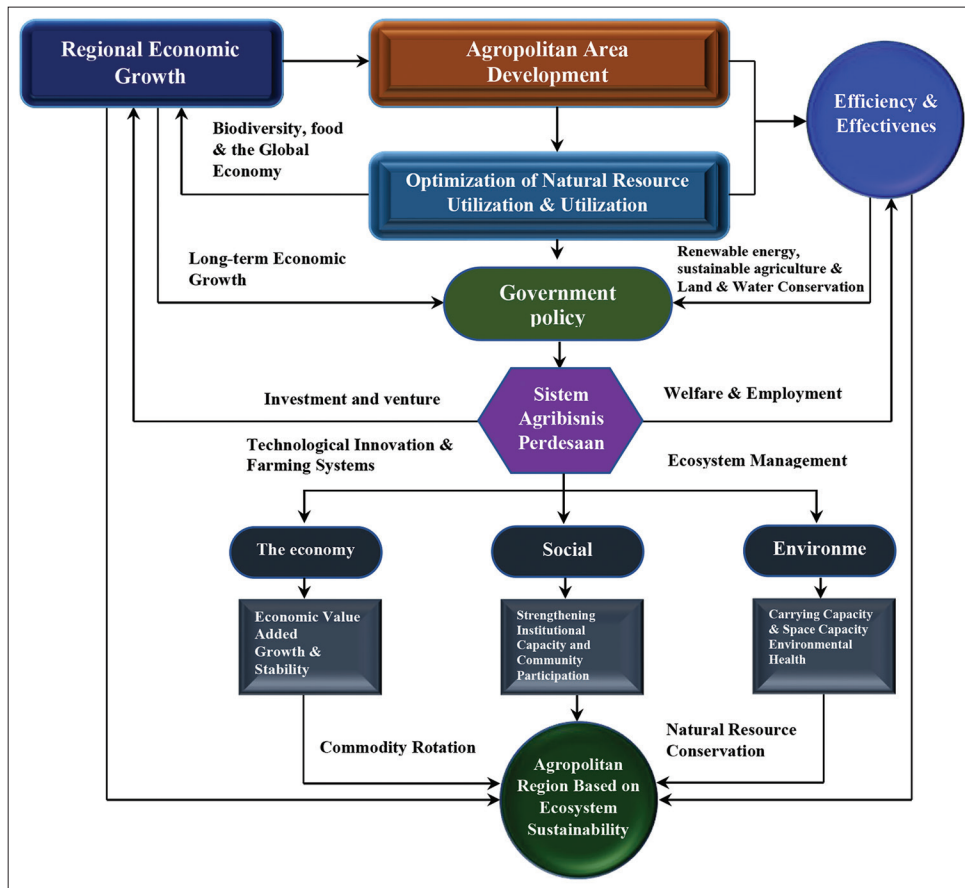 Regional Economic
Growth
Agropolitan Area
Development
Efficiency &
Effectivenes
Biodiversity, food
& the Global
Economy
Optimization of Natural Resource
Utilization & Utilization
Long-term Economic
Growth
Renewable energy,
sustainable agriculture &
Land & Water Conservation
Government
policy
Investment and venture
Sistem
Agribisnis
Perdesaan
Welfare & Employment
Technological Innovation &
Farming Systems
Ecosystem Management
The economy
Social
Environme
Economic Value
Added
Growth &
Stability
Strengthening
Institutional
Capacity and
Community
Participation
Carrying Capacity
& Space Capacity
Environmental
Health
Commodity Rotation
Natural Resource
Conservation
Agropolitan
Region Based on
Ecosystem
Sustainability